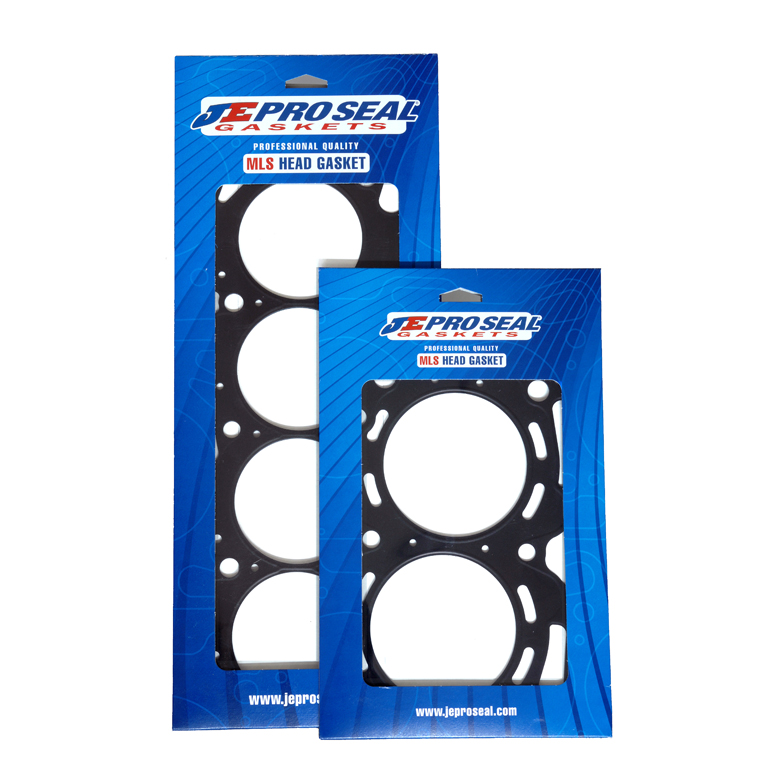 JE PRO SEAL
GASKETS
PROFESSIONAL QUALITY
MLS HEAD GASKET
www.jepros
JE PRO SEAL
GASKETS
PROFESSIONAL QUALITY
MLS HEAD GASKET
www.jeproseal.com